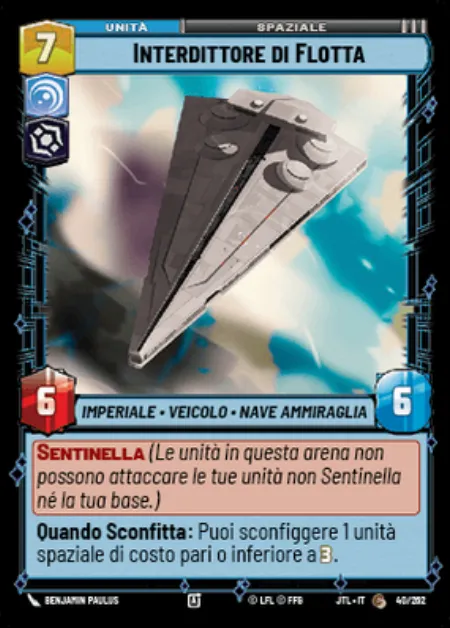 UNITÀ
SPAZIALE
7
INTERDITTORE DI FLOTTA
6
IMPERIALE • VEICOLO • NAVE AMMIRAGLIA
6
SENTINELLA (Le unità in questa arena non
possono attaccare le tue unità non Sentinella
né la tua base.)
Quando Sconfitta: Puoi sconfiggere 1 unità
spaziale di costo pari o inferiore a 3.
BENJAMIN PAULUS
© LFL © FFG
JTL • IT
40/262